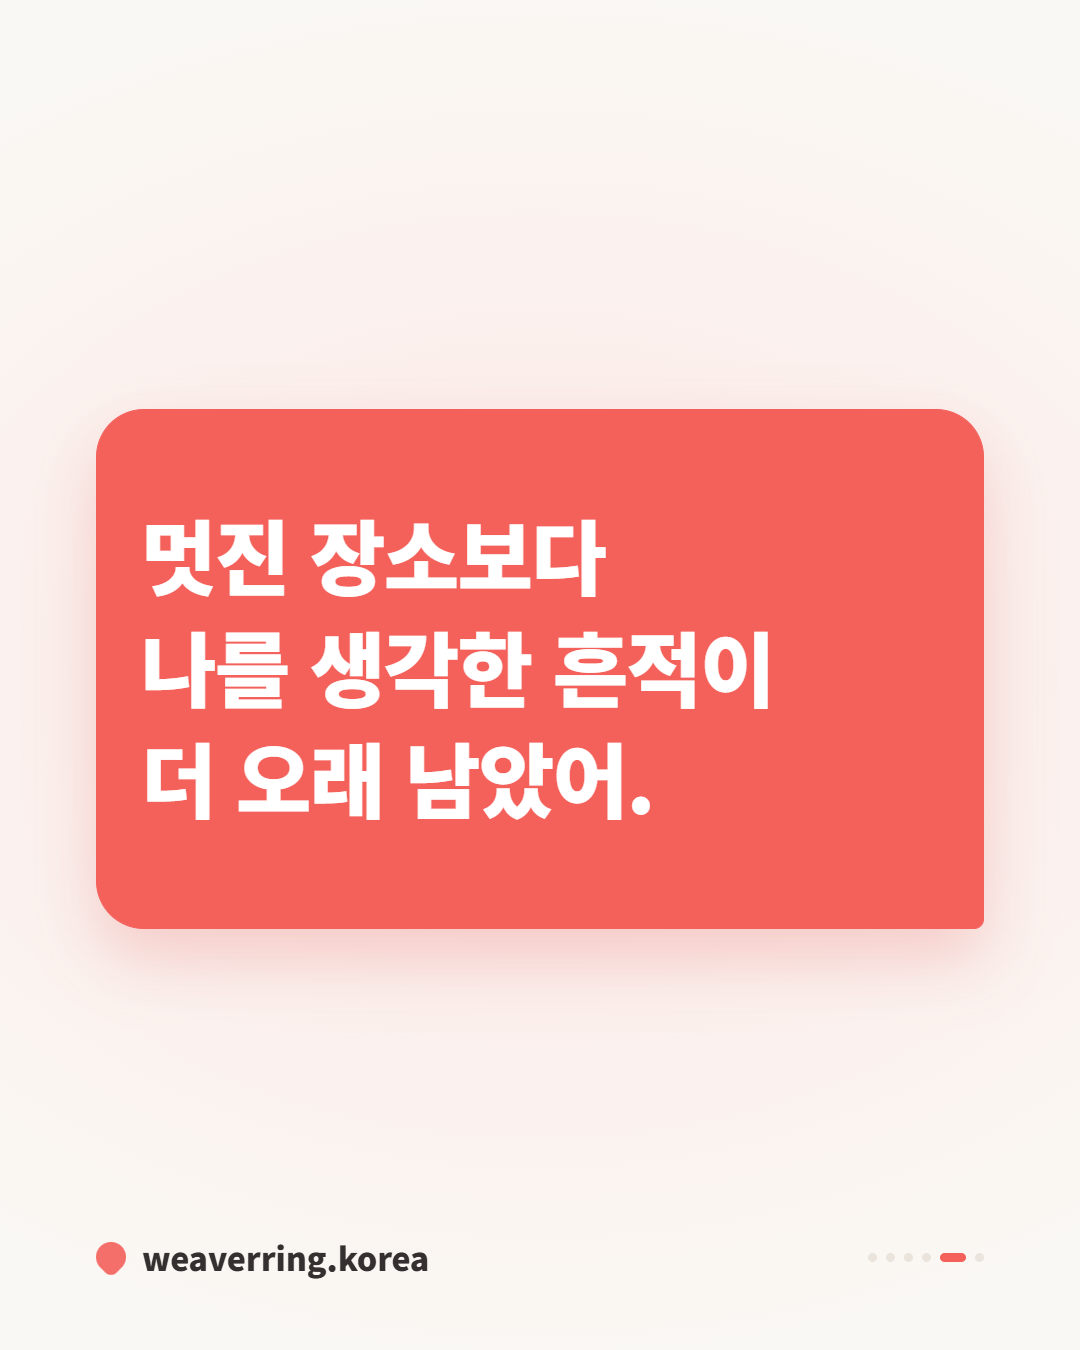 멋진 장소보다
나를 생각한 흔적이
더 오래 남았어.
weaverring.korea